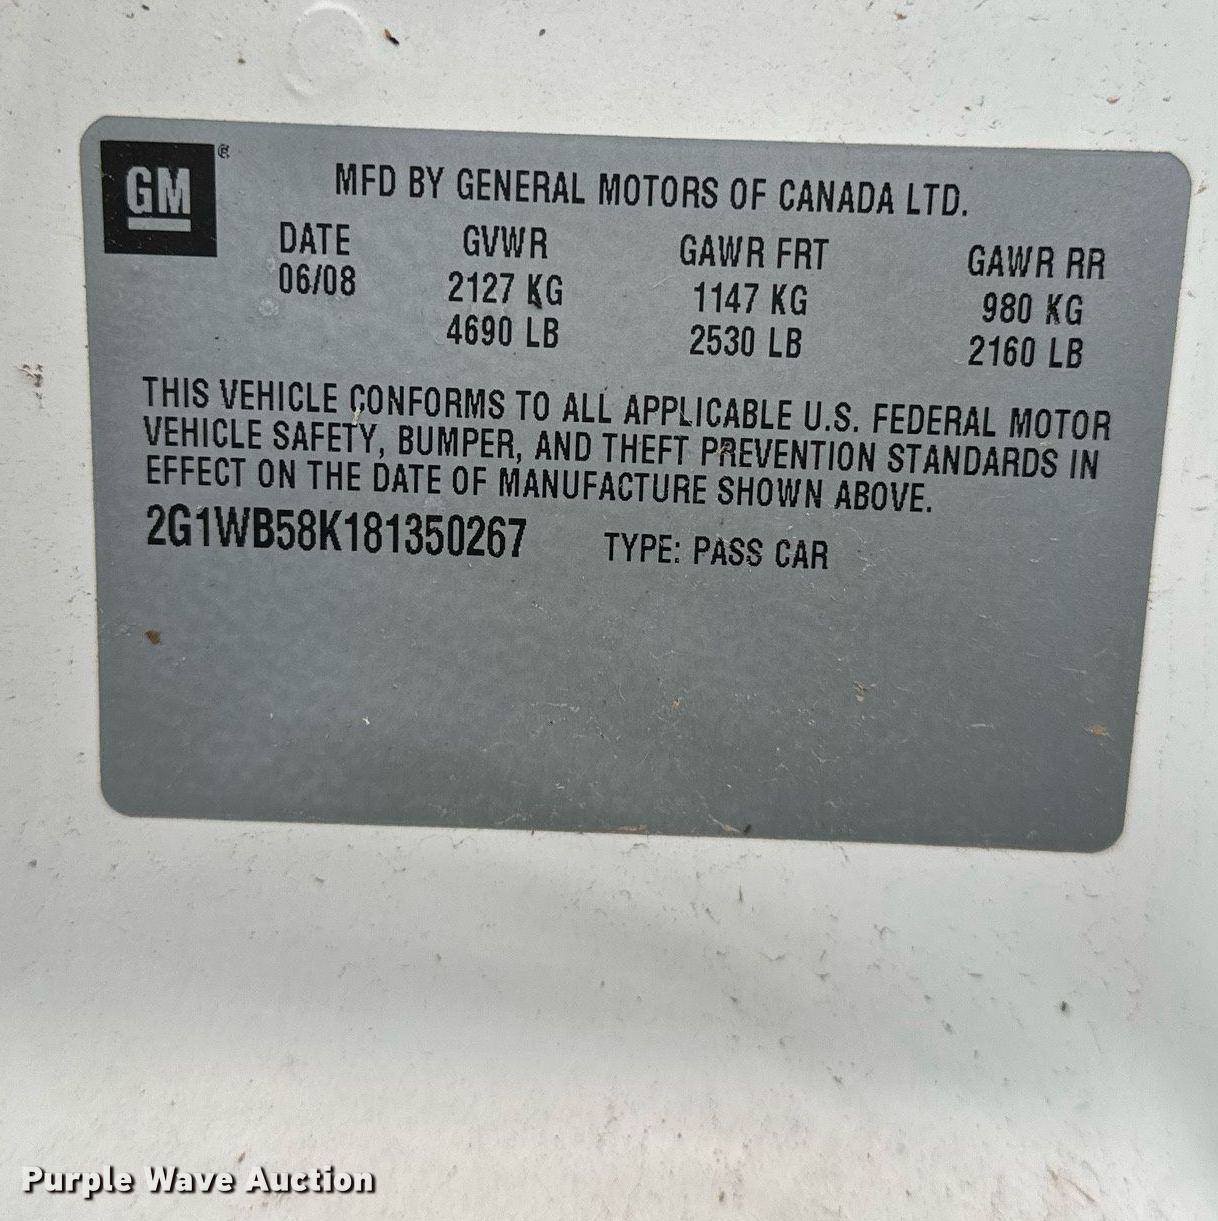 GM ®
MFD BY GENERAL MOTORS OF CANADA LTD.
DATE GVWR GAWR FRT GAWR RR
06/08 2127 KG 1147 KG 980 KG
4690 LB 2530 LB 2160 LB
THIS VEHICLE CONFORMS TO ALL APPLICABLE U.S. FEDERAL MOTOR
VEHICLE SAFETY, BUMPER, AND THEFT PREVENTION STANDARDS IN
EFFECT ON THE DATE OF MANUFACTURE SHOWN ABOVE.
2G1WB58K181350267 TYPE: PASS CAR
Purple Wave Auction